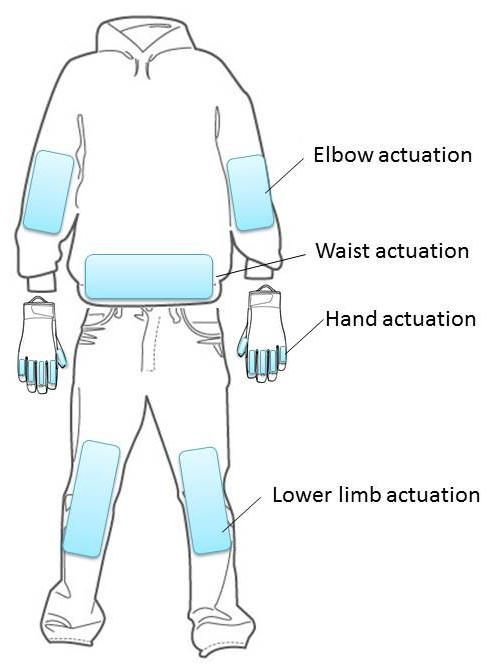 Elbow actuation
Waist actuation
Hand actuation
Lower limb actuation